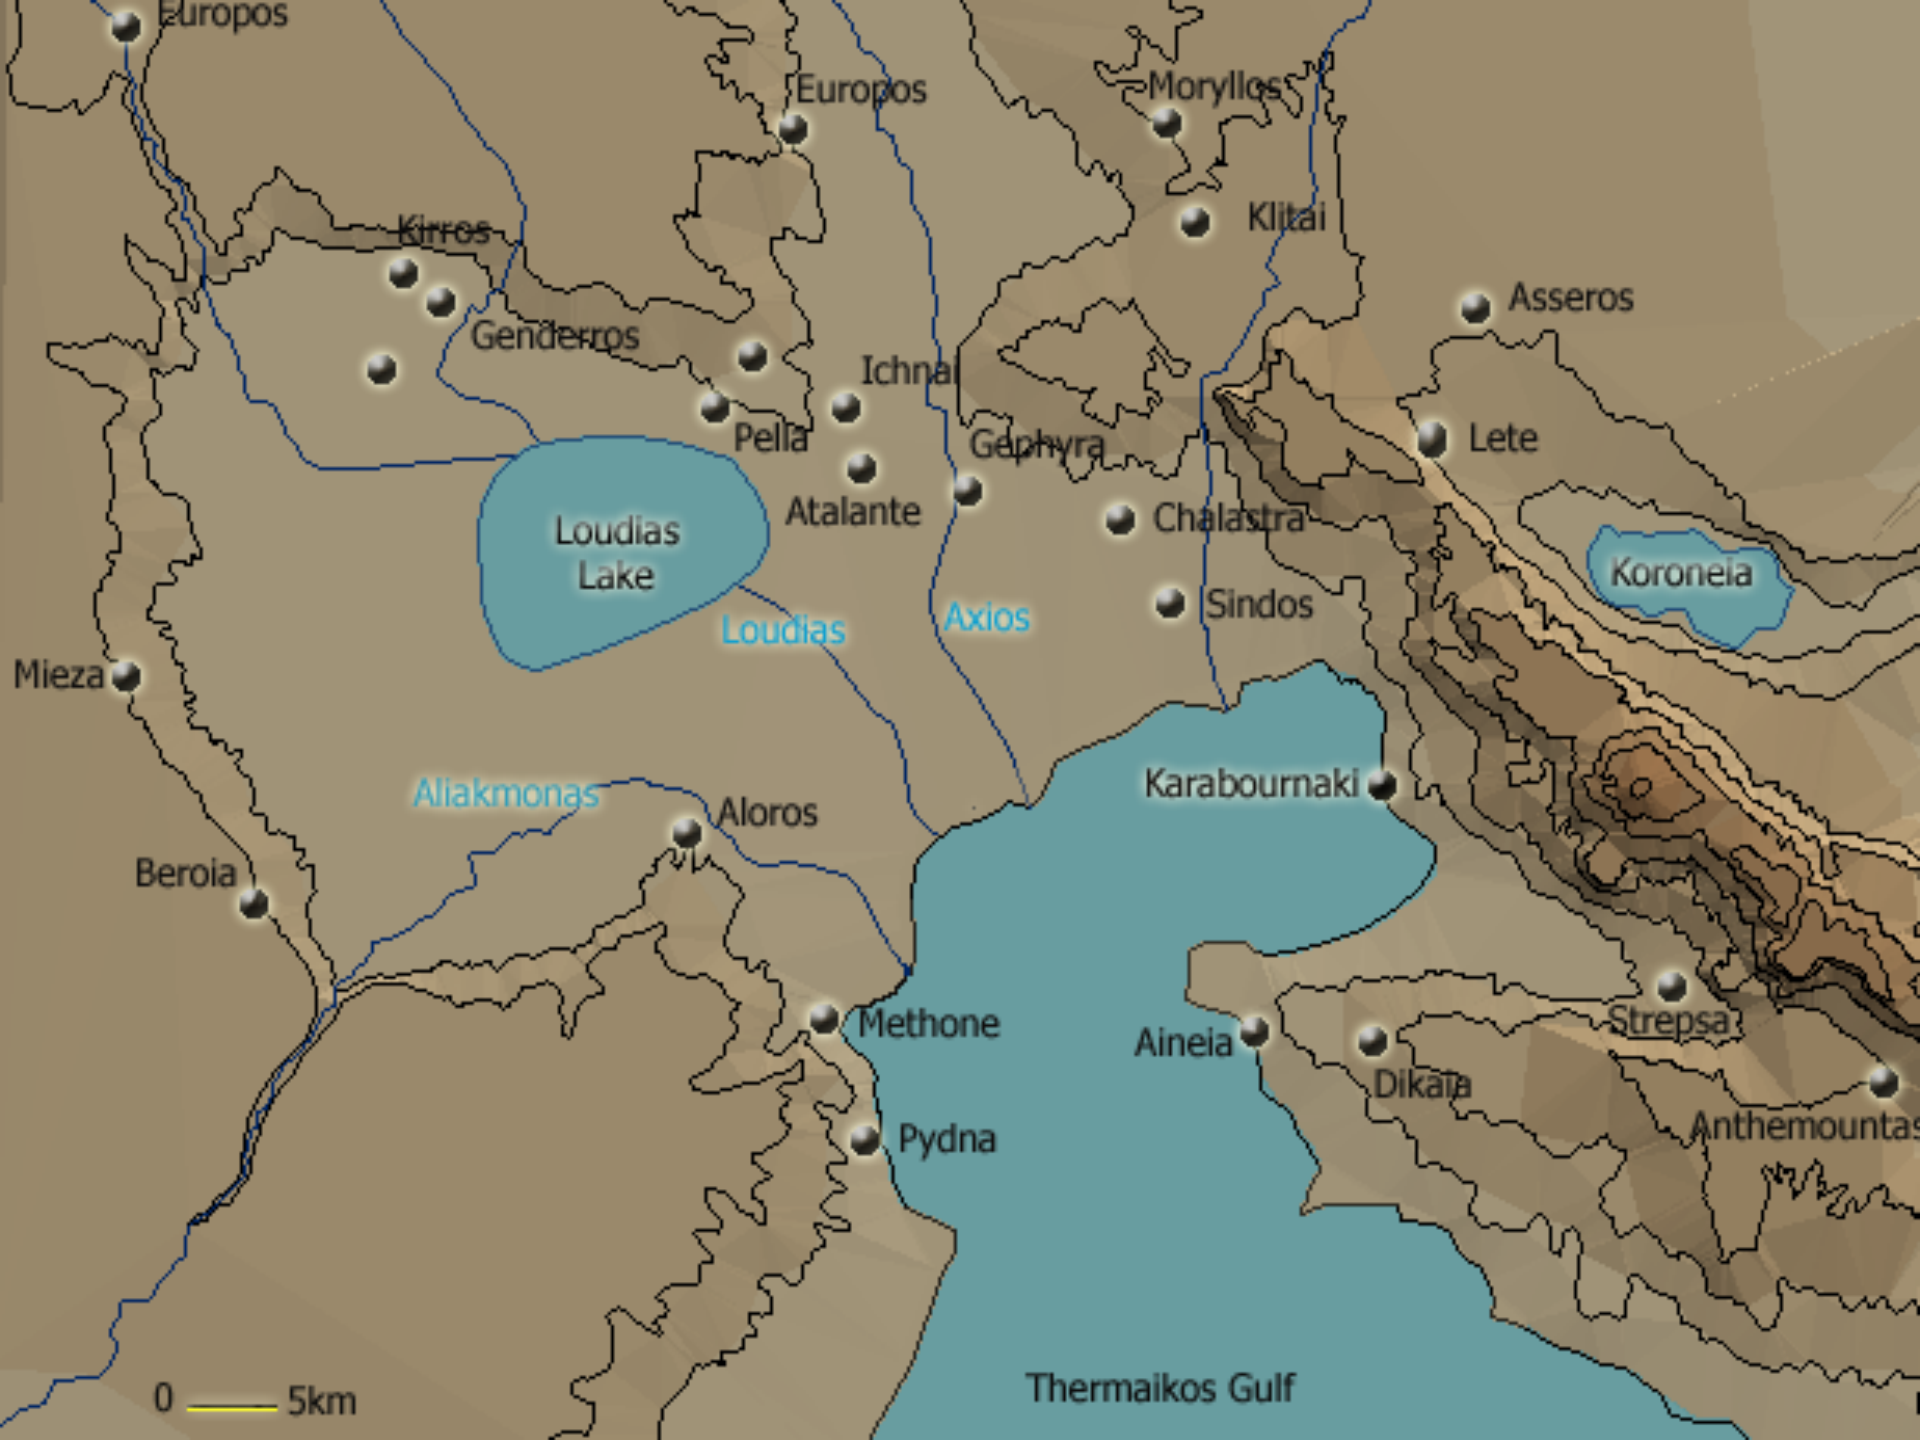 Europos
Europos
Moryllos
Kirros
Klitai
Asseros
Genderros
Ichnai
Pella
Gephyra
Lete
Atalante
Chalastra
Loudias
Lake
Koroneia
Sindos
Axios
Loudias
Mieza
Karabournaki
Aliakmonas
Aloros
Beroia
Methone
Strepsa
Aineia
Dikaia
Anthemountas
Pydna
Thermaikos Gulf
0 5km